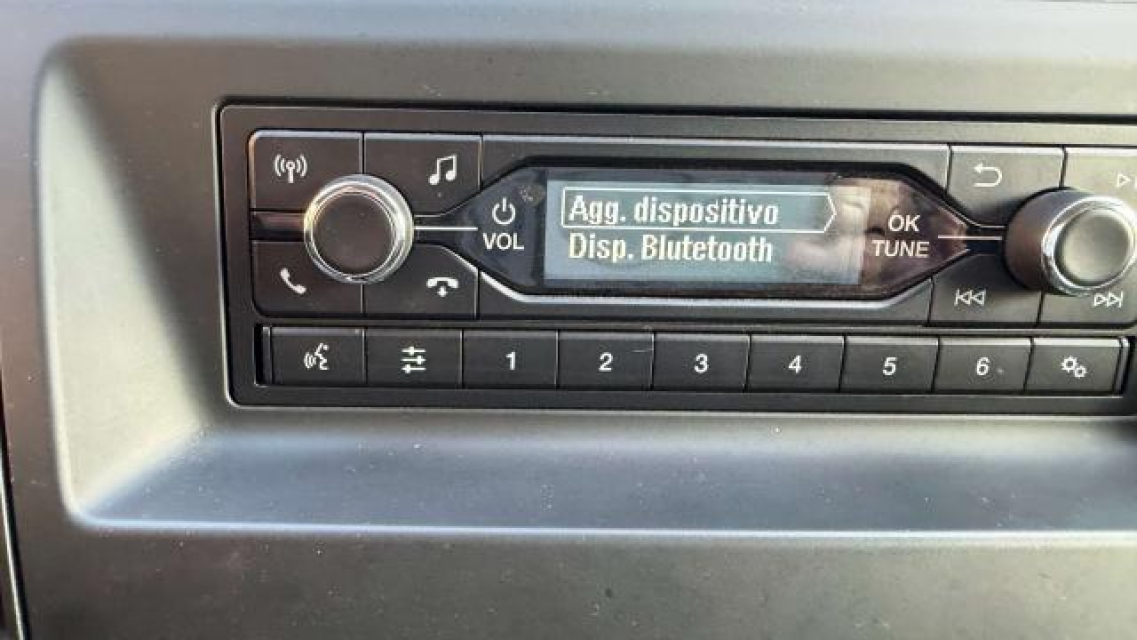 Agg. dispositivo
Disp. Blutetooth
VOL
OK
TUNE
1 2 3 4 5 6